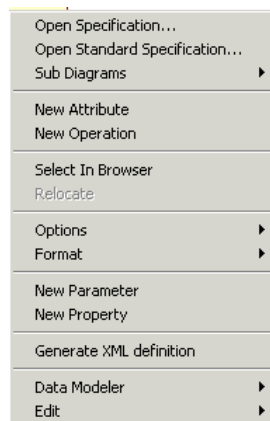 Open Specification...
Open Standard Specification...
Sub Diagrams
New Attribute
New Operation
Select In Browser
Relocate
Options
Format
New Parameter
New Property
Generate XML definition
Data Modeler
Edit